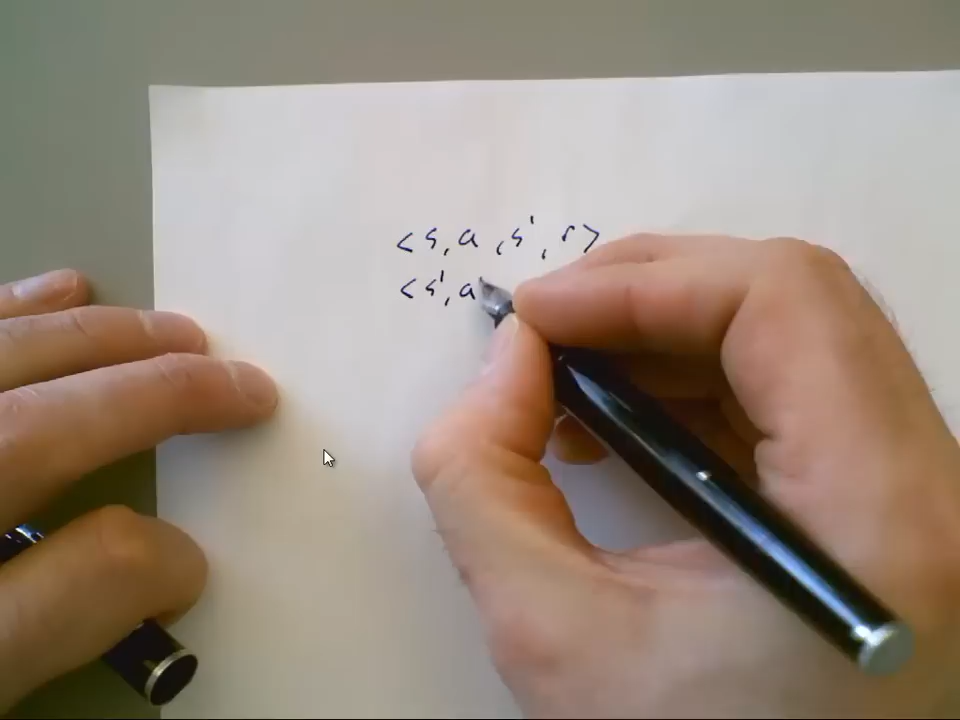 <s, a, s', r>
<s', a